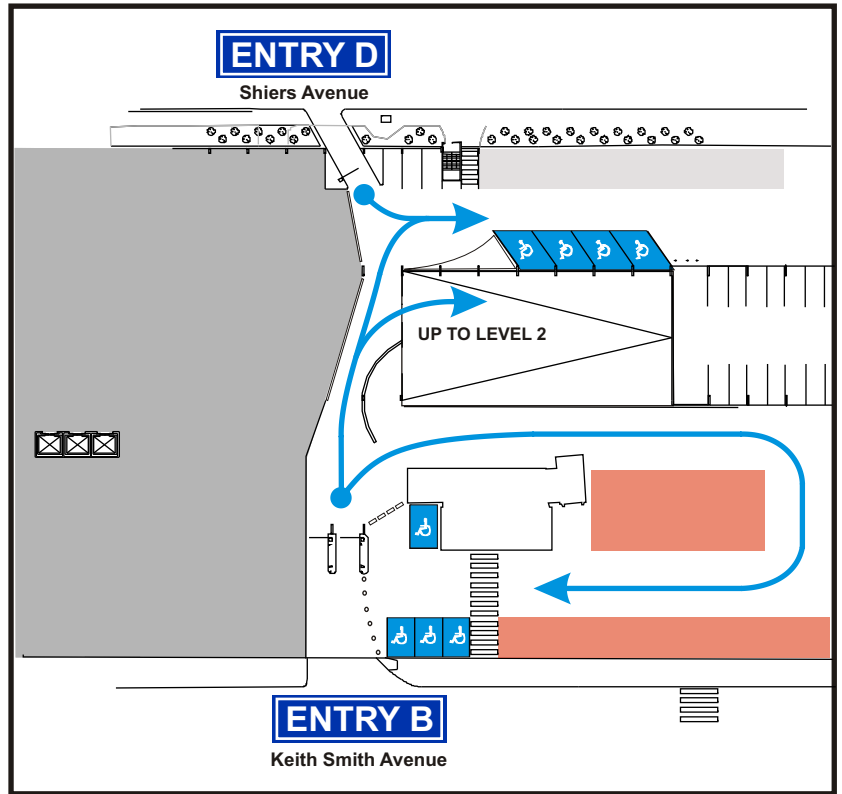 ENTRY D
Shiers Avenue
UP TO LEVEL 2
ENTRY B
Keith Smith Avenue